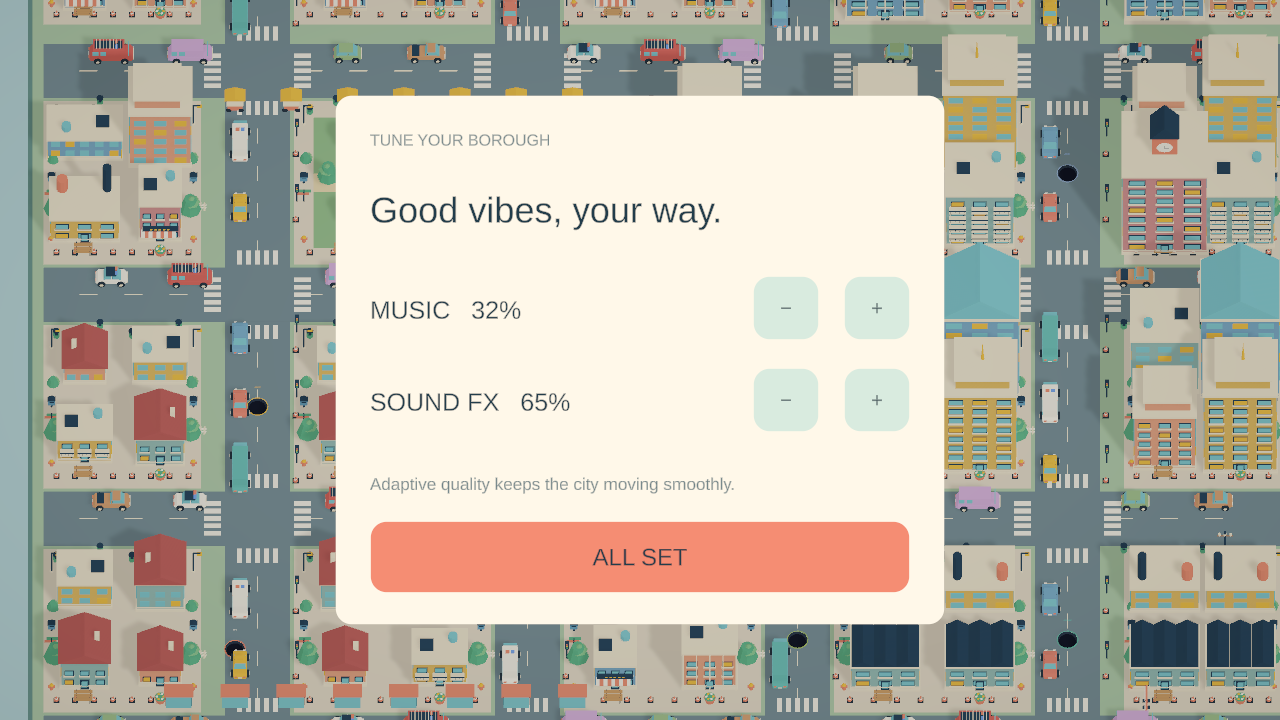 TUNE YOUR BOROUGH
Good vibes, your way.
MUSIC 32% − +
SOUND FX 65% − +
Adaptive quality keeps the city moving smoothly.
ALL SET